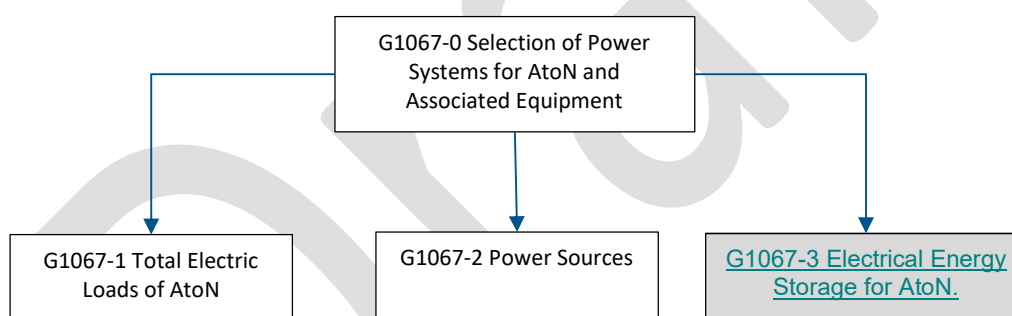 G1067-0 Selection of Power
Systems for AtoN and
Associated Equipment
G1067-1 Total Electric
Loads of AtoN
G1067-2 Power Sources
G1067-3 Electrical Energy
Storage for AtoN.